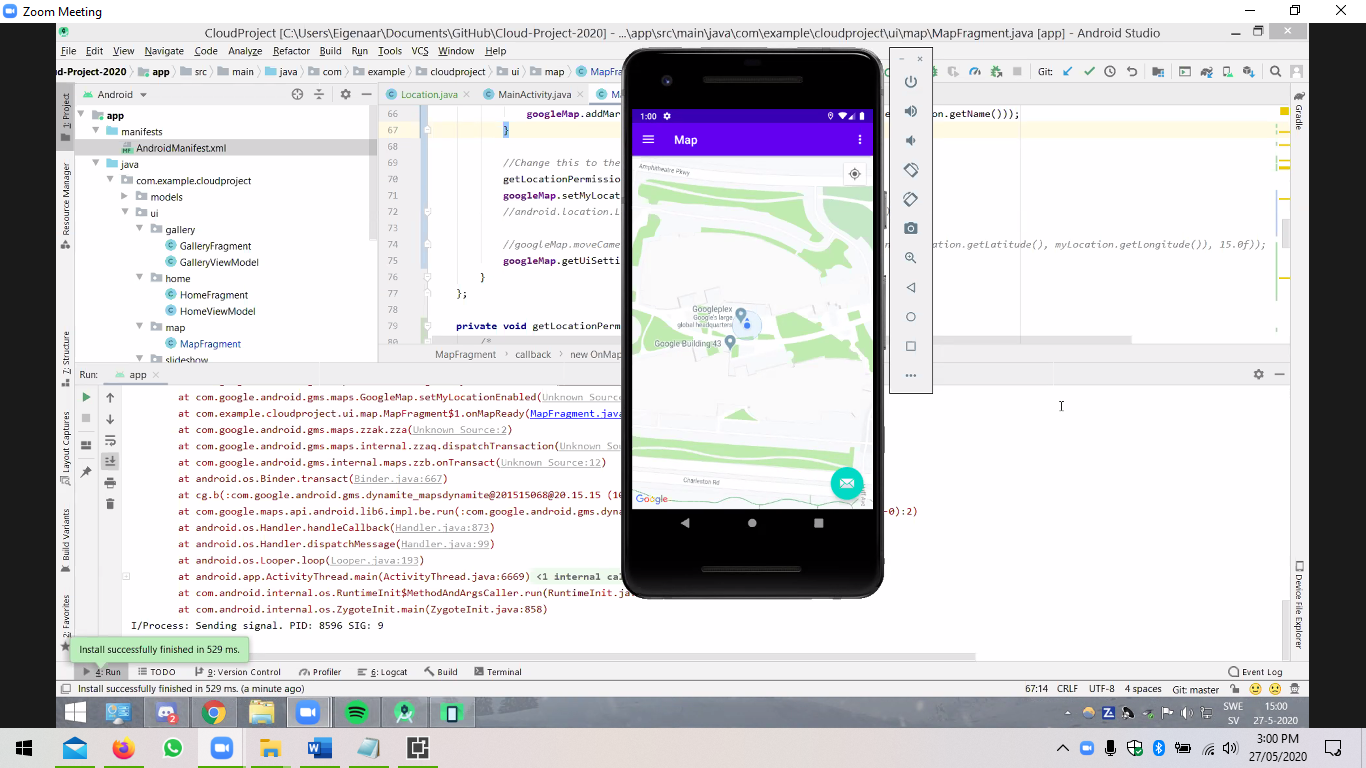 Zoom Meeting
CloudProject [C:\Users\Eigenaar\Documents\GitHub\Cloud-Project-2020] - ...\app\src\main\java\com\example\cloudproject\ui\map\MapFragment.java [app] - Android Studio
File Edit View Navigate Code Analyze Refactor Build Run Tools VCS Window Help
d-Project-2020 app src main java com example cloudproject ui map MapFra Git:
Android Location.java MainActivity.java Ma
1: Project
Resource Manager
Z: Structure
Layout Captures
Build Variants
2: Favorites
app
manifests
AndroidManifest.xml
java
com.example.cloudproject
models
ui
gallery
GalleryFragment
GalleryViewModel
home
HomeFragment
HomeViewModel
map
MapFragment
slideshow
66 googleMap.addMar on.getName()));
67 }
68
69 //Change this to the
70 getLocationPermissio
71 googleMap.setMyLocat
72 //android.location.L
73
74 //googleMap.moveCame ocation.getLatitude(), myLocation.getLongitude()), 15.0f));
75 googleMap.getUiSetti
76 }
77 };
78
79 private void getLocationPerm
80 /*
MapFragment callback new OnMap
1:00
Map
Amphitheatre Pkwy
Googleplex
Google's large,
global headquarters
Google Building 43
Charleston Rd
Google
Gradle
Device File Explorer
Run: app
at com.google.android.gms.maps.GoogleMap.setMyLocationEnabled(Unknown Source
at com.example.cloudproject.ui.map.MapFragment$1.onMapReady(MapFragment.java
at com.google.android.gms.maps.zzak.zza(Unknown Source:2)
at com.google.android.gms.maps.internal.zzaq.dispatchTransaction(Unknown Sou
at com.google.android.gms.internal.maps.zzb.onTransact(Unknown Source:12)
at android.os.Binder.transact(Binder.java:667)
at cg.b(:com.google.android.gms.dynamite_mapsdynamite@201515068@20.15.15 (10
at com.google.maps.api.android.lib6.impl.be.run(:com.google.android.gms.dyna -0):2)
at android.os.Handler.handleCallback(Handler.java:873)
at android.os.Handler.dispatchMessage(Handler.java:99)
at android.os.Looper.loop(Looper.java:193)
at android.app.ActivityThread.main(ActivityThread.java:6669) <1 internal cal
at com.android.internal.os.RuntimeInit$MethodAndArgsCaller.run(RuntimeInit.ja
at com.android.internal.os.ZygoteInit.main(ZygoteInit.java:858)
I/Process: Sending signal. PID: 8596 SIG: 9
Install successfully finished in 529 ms.
4: Run TODO 9: Version Control Profiler 6: Logcat Build Terminal Event Log
Install successfully finished in 529 ms. (a minute ago) 67:14 CRLF UTF-8 4 spaces Git: master
SWE 15:00
SV 27-5-2020
3:00 PM
27/05/2020